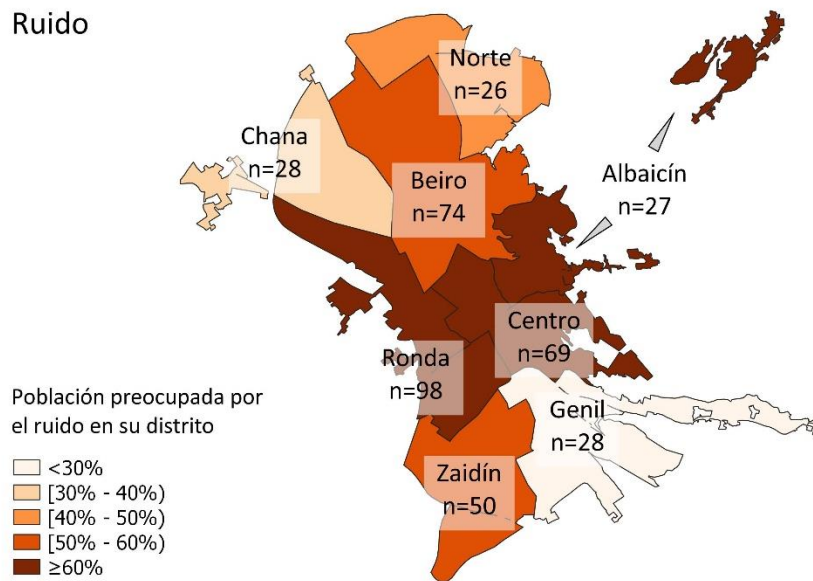 Ruido
Norte
n=26
Chana
n=28
Beiro
n=74
Albaicín
n=27
Centro
n=69
Ronda
n=98
Genil
n=28
Zaidín
n=50
Población preocupada por
el ruido en su distrito
<30%
[30% - 40%)
[40% - 50%)
[50% - 60%)
≥60%